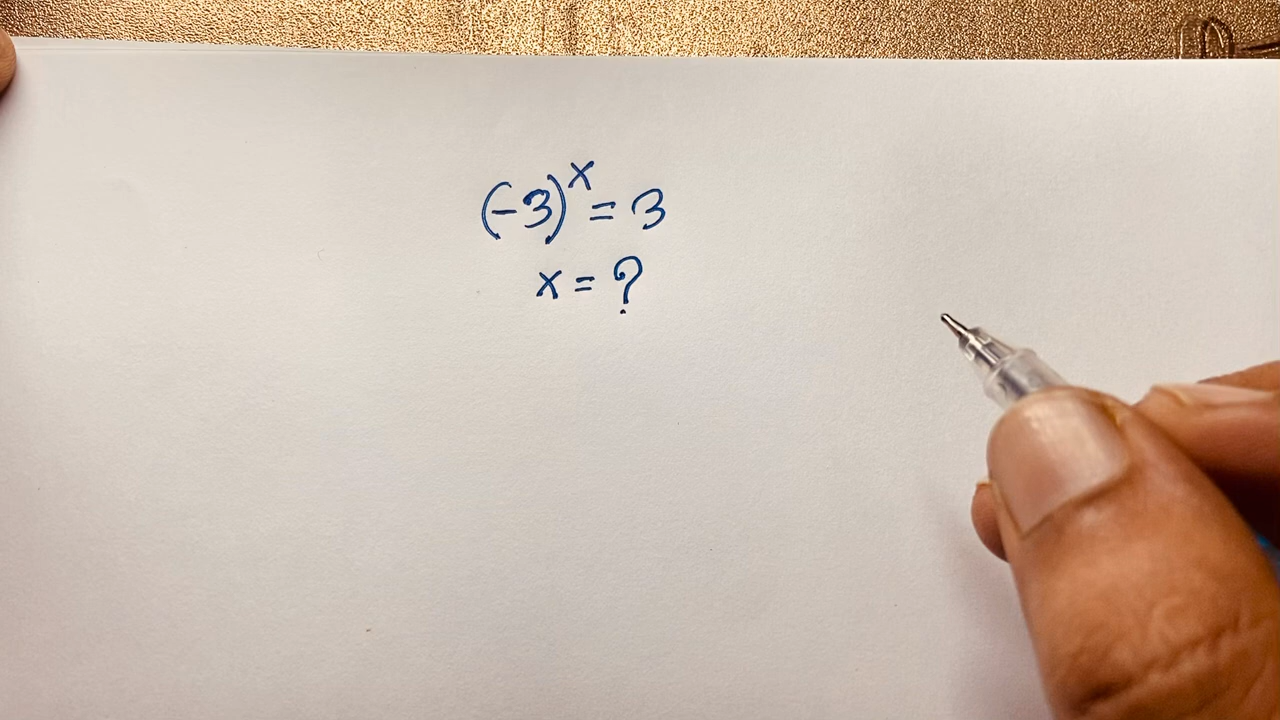 (-3)^x = 3
x = ?